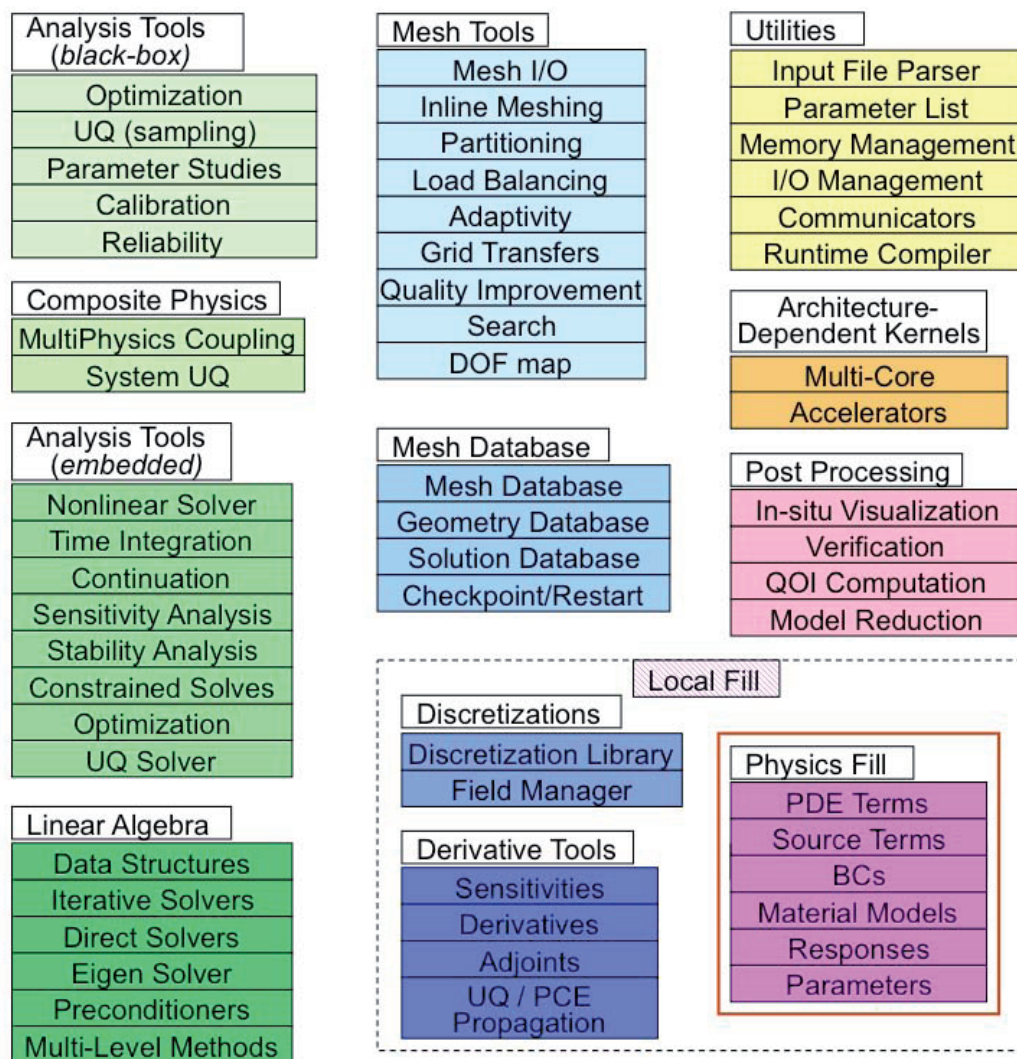 Analysis Tools
(black-box)
Optimization
UQ (sampling)
Parameter Studies
Calibration
Reliability
Composite Physics
MultiPhysics Coupling
System UQ
Analysis Tools
(embedded)
Nonlinear Solver
Time Integration
Continuation
Sensitivity Analysis
Stability Analysis
Constrained Solves
Optimization
UQ Solver
Linear Algebra
Data Structures
Iterative Solvers
Direct Solvers
Eigen Solver
Preconditioners
Multi-Level Methods
Mesh Tools
Mesh I/O
Inline Meshing
Partitioning
Load Balancing
Adaptivity
Grid Transfers
Quality Improvement
Search
DOF map
Mesh Database
Mesh Database
Geometry Database
Solution Database
Checkpoint/Restart
Utilities
Input File Parser
Parameter List
Memory Management
I/O Management
Communicators
Runtime Compiler
Architecture-
Dependent Kernels
Multi-Core
Accelerators
Post Processing
In-situ Visualization
Verification
QOI Computation
Model Reduction
Local Fill
Discretizations
Discretization Library
Field Manager
Derivative Tools
Sensitivities
Derivatives
Adjoints
UQ / PCE
Propagation
Physics Fill
PDE Terms
Source Terms
BCs
Material Models
Responses
Parameters